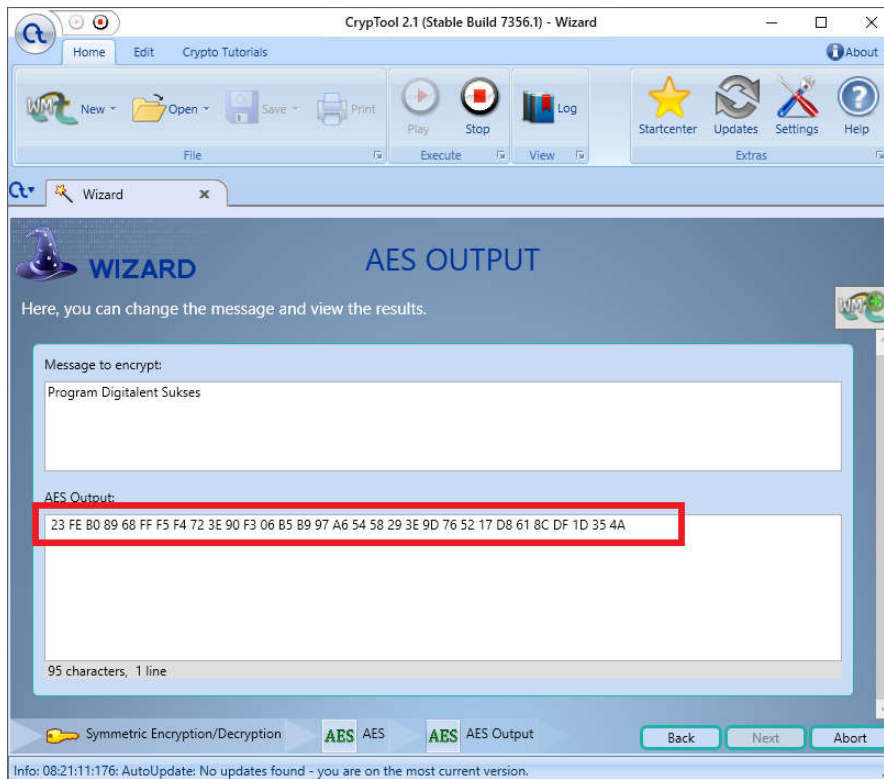 CrypTool 2.1 (Stable Build 7356.1) - Wizard
Home Edit Crypto Tutorials About
New Open Save Print Play Stop Log Startcenter Updates Settings Help
File Execute View Extras
Wizard
WIZARD AES OUTPUT
Here, you can change the message and view the results.
Message to encrypt:
Program Digitalent Sukses
AES Output:
23 FE B0 89 68 FF F5 F4 72 3E 90 F3 06 B5 B9 97 A6 54 58 29 3E 9D 76 52 17 D8 61 8C DF 1D 35 4A
95 characters, 1 line
Symmetric Encryption/Decryption AES AES AES AES Output Back Next Abort
Info: 08:21:11:176: AutoUpdate: No updates found - you are on the most current version.